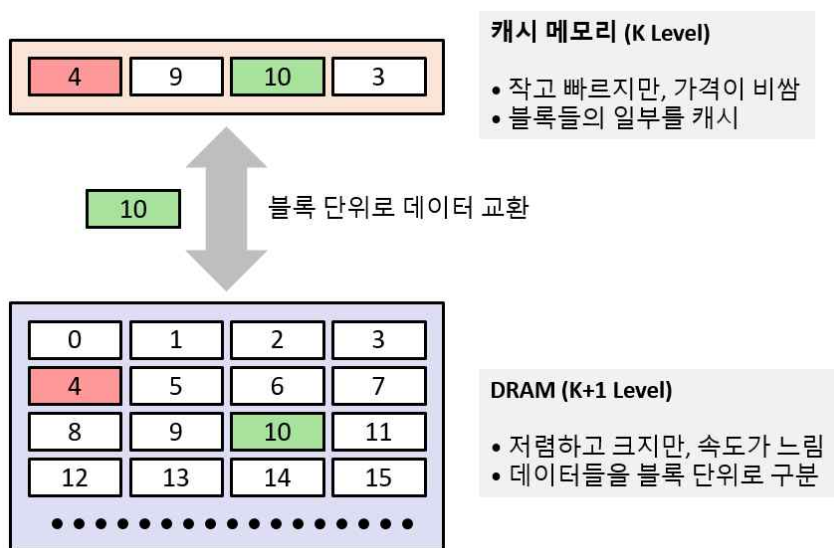 캐시 메모리 (K Level)
4 9 10 3
• 작고 빠르지만, 가격이 비쌈
• 블록들의 일부를 캐시
10
블록 단위로 데이터 교환
0 1 2 3
4 5 6 7
8 9 10 11
12 13 14 15
DRAM (K+1 Level)
• 저렴하고 크지만, 속도가 느림
• 데이터들을 블록 단위로 구분